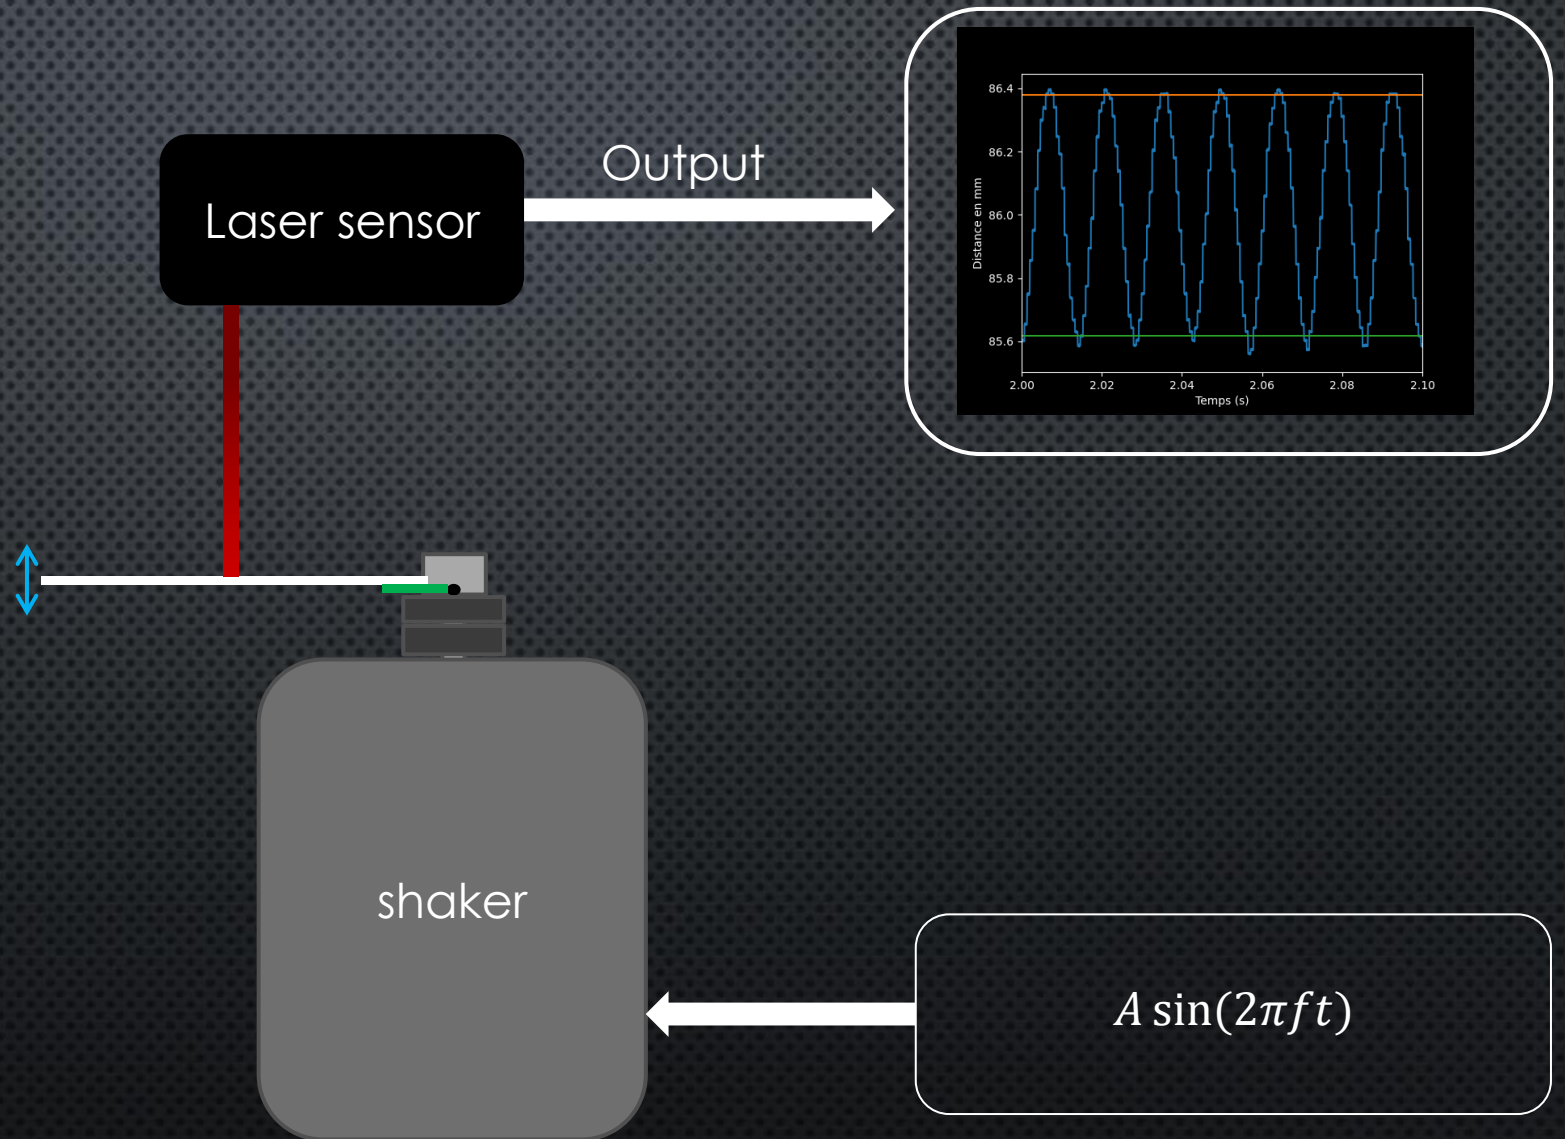 Laser sensor
Output
86.4
86.2
86.0
85.8
85.6
Distance en mm
2.00 2.02 2.04 2.06 2.08 2.10
Temps (s)
shaker
A sin(2πft)